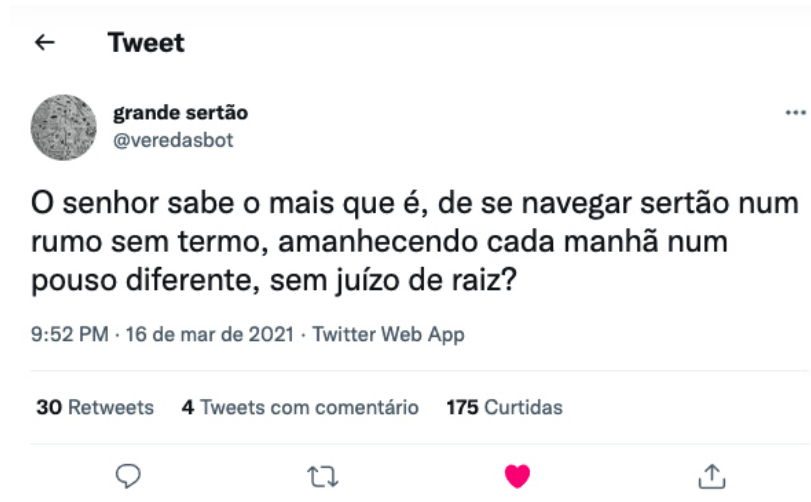 Tweet
grande sertão
@veredasbot
O senhor sabe o mais que é, de se navegar sertão num
rumo sem termo, amanhecendo cada manhã num
pouso diferente, sem juízo de raiz?
9:52 PM · 16 de mar de 2021 · Twitter Web App
30 Retweets 4 Tweets com comentário 175 Curtidas